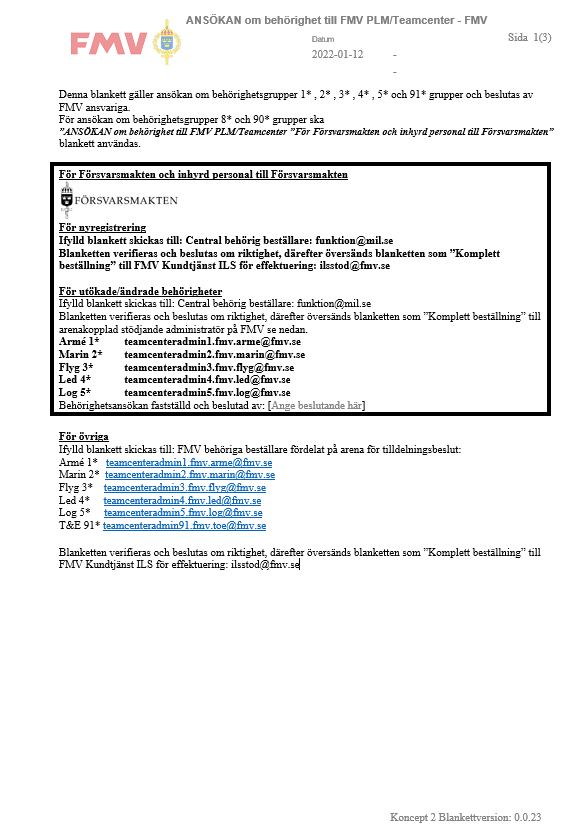 ANSÖKAN om behörighet till FMV PLM/Teamcenter - FMV
FMV
Datum
Sida 1(3)
2022-01-12 -
-
Denna blankett gäller ansökan om behörighetsgrupper 1* , 2* , 3* , 4* , 5* och 91* grupper och beslutas av
FMV ansvariga.
För ansökan om behörighetsgrupper 8* och 90* grupper ska
”ANSÖKAN om behörighet till FMV PLM/Teamcenter ”För Försvarsmakten och inhyrd personal till Försvarsmakten”
blankett användas.
För Försvarsmakten och inhyrd personal till Försvarsmakten
FÖRSVARSMAKTEN
För nyregistrering
Ifylld blankett skickas till: Central behörig beställare: funktion@mil.se
Blanketten verifieras och beslutas om riktighet, därefter översänds blanketten som ”Komplett
beställning” till FMV Kundtjänst ILS för effektuering: ilsstod@fmv.se
För utökade/ändrade behörigheter
Ifylld blankett skickas till: Central behörig beställare: funktion@mil.se
Blanketten verifieras och beslutas om riktighet, därefter översänds blanketten som ”Komplett beställning” till
arenakopplad stödjande administratör på FMV se nedan.
Armé 1* teamcenteradmin1.fmv.arme@fmv.se
Marin 2* teamcenteradmin2.fmv.marin@fmv.se
Flyg 3* teamcenteradmin3.fmv.flyg@fmv.se
Led 4* teamcenteradmin4.fmv.led@fmv.se
Log 5* teamcenteradmin5.fmv.log@fmv.se
Behörighetsansökan fastställd och beslutad av: [Ange beslutande här]
För övriga
Ifylld blankett skickas till: FMV behöriga beställare fördelat på arena för tilldelningsbeslut:
Armé 1* teamcenteradmin1.fmv.arme@fmv.se
Marin 2* teamcenteradmin2.fmv.marin@fmv.se
Flyg 3* teamcenteradmin3.fmv.flyg@fmv.se
Led 4* teamcenteradmin4.fmv.led@fmv.se
Log 5* teamcenteradmin5.fmv.log@fmv.se
T&E 91* teamcenteradmin91.fmv.toe@fmv.se
Blanketten verifieras och beslutas om riktighet, därefter översänds blanketten som ”Komplett beställning” till
FMV Kundtjänst ILS för effektuering: ilsstod@fmv.se
Koncept 2 Blankettversion: 0.0.23